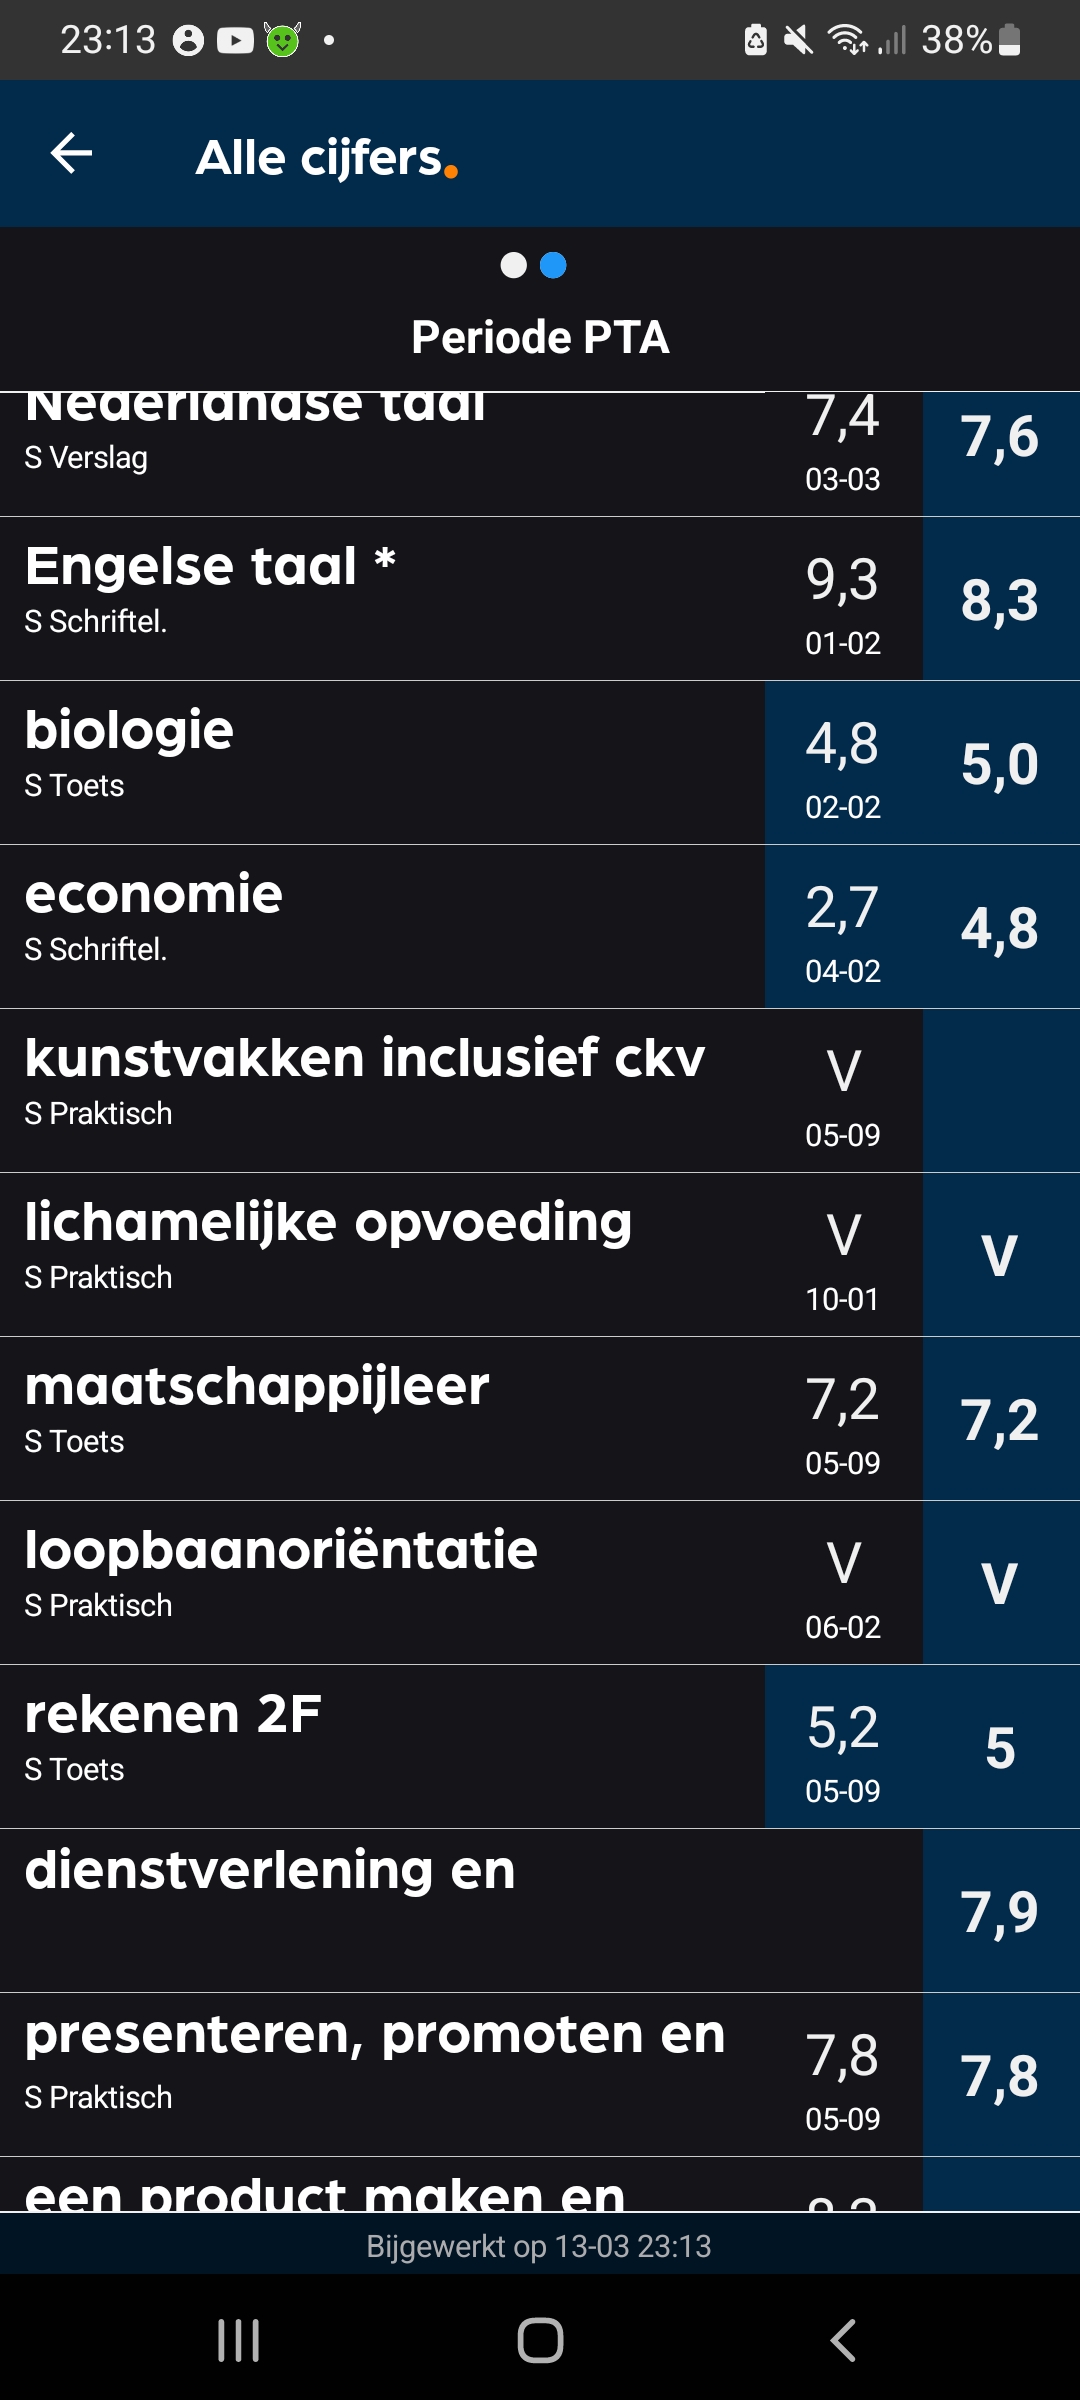 23:13 38%
Alle cijfers.
Periode PTA
Nederlandse taal 7,4 7,6
S Verslag 03-03
Engelse taal * 9,3 8,3
S Schriftel. 01-02
biologie 4,8 5,0
S Toets 02-02
economie 2,7 4,8
S Schriftel. 04-02
kunstvakken inclusief ckv V
S Praktisch 05-09
lichamelijke opvoeding V V
S Praktisch 10-01
maatschappijleer 7,2 7,2
S Toets 05-09
loopbaanoriëntatie V V
S Praktisch 06-02
rekenen 2F 5,2 5
S Toets 05-09
dienstverlening en 7,9
presenteren, promoten en 7,8 7,8
S Praktisch 05-09
een product maken en
Bijgewerkt op 13-03 23:13